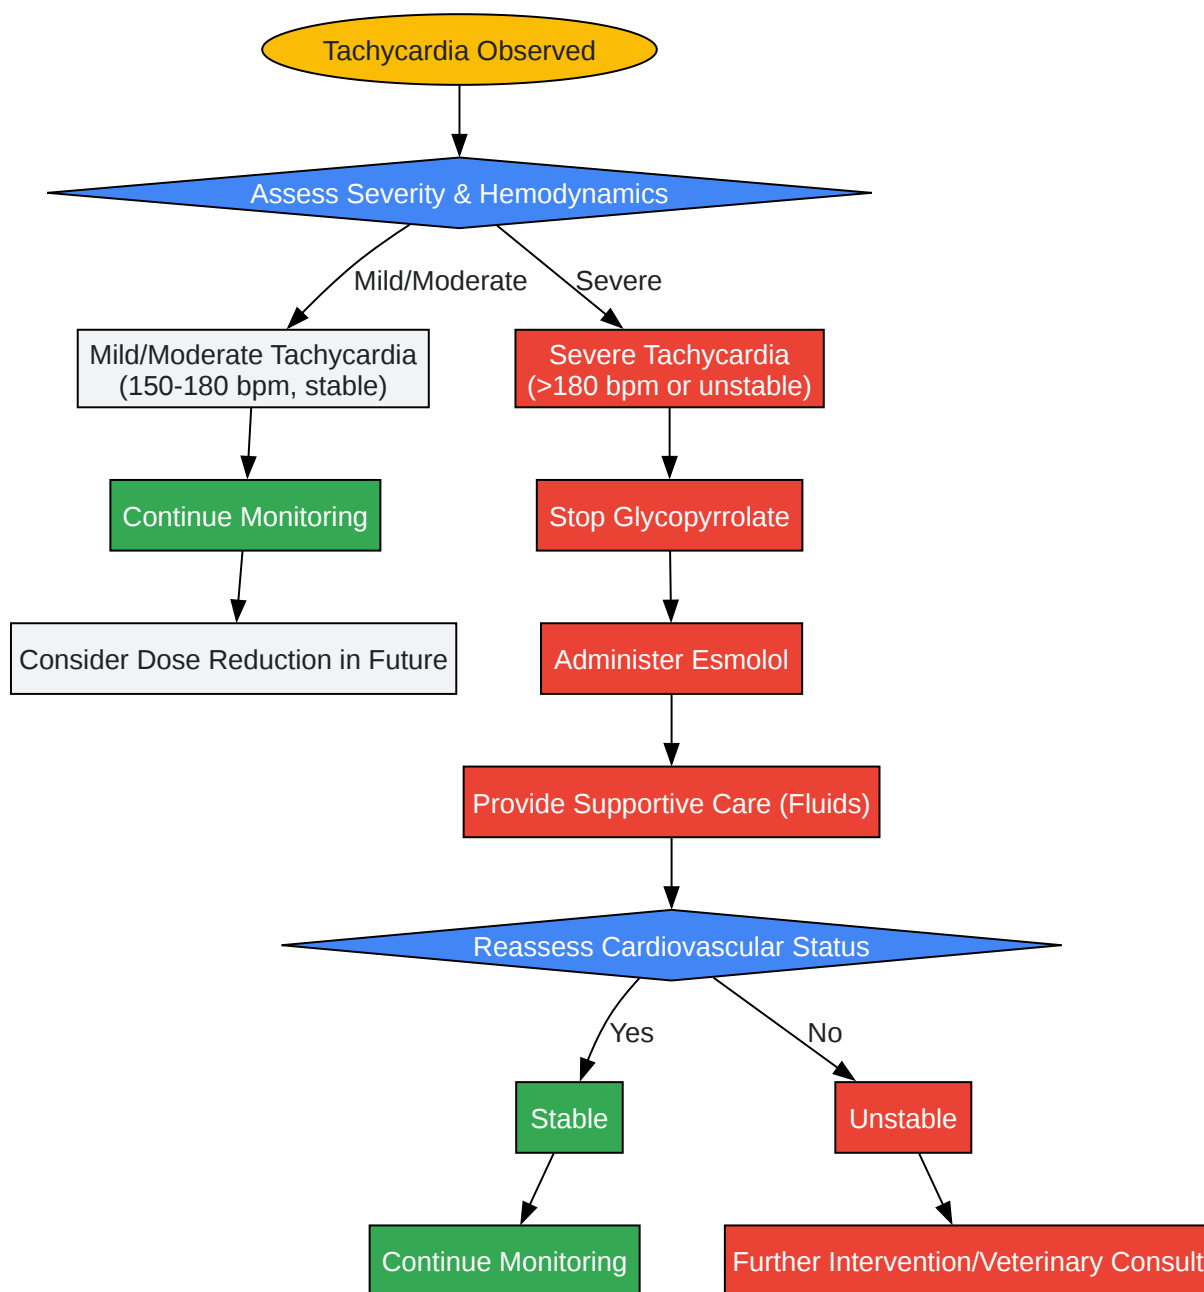 Tachycardia Observed
Assess Severity & Hemodynamics
Mild/Moderate
Severe
Mild/Moderate Tachycardia
(150-180 bpm, stable)
Severe Tachycardia
(>180 bpm or unstable)
Continue Monitoring
Stop Glycopyrrolate
Consider Dose Reduction in Future
Administer Esmolol
Provide Supportive Care (Fluids)
Reassess Cardiovascular Status
Yes
No
Stable
Unstable
Continue Monitoring
Further Intervention/Veterinary Consult